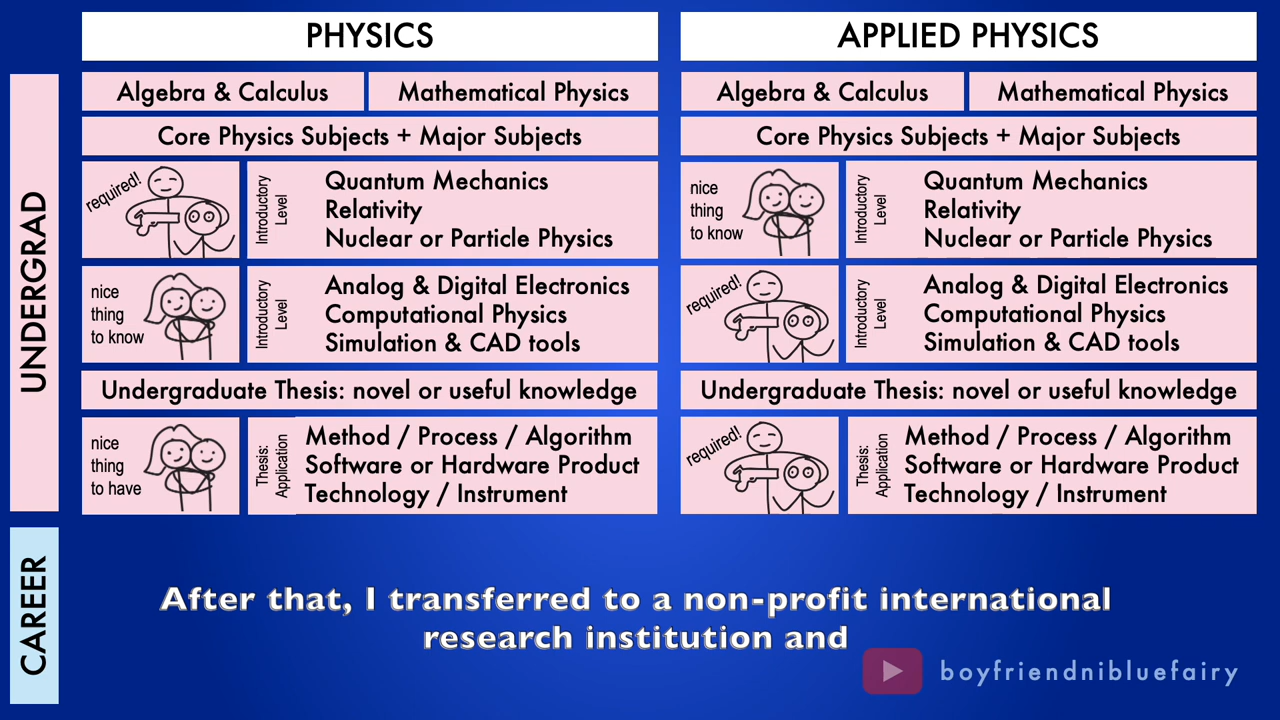 PHYSICS
APPLIED PHYSICS
UNDERGRAD
Algebra & Calculus
Mathematical Physics
Algebra & Calculus
Mathematical Physics
Core Physics Subjects + Major Subjects
Core Physics Subjects + Major Subjects
required!
Introductory
Level
Quantum Mechanics
Relativity
Nuclear or Particle Physics
nice
thing
to know
Introductory
Level
Quantum Mechanics
Relativity
Nuclear or Particle Physics
nice
thing
to know
Introductory
Level
Analog & Digital Electronics
Computational Physics
Simulation & CAD tools
required!
Introductory
Level
Analog & Digital Electronics
Computational Physics
Simulation & CAD tools
Undergraduate Thesis: novel or useful knowledge
Undergraduate Thesis: novel or useful knowledge
nice
thing
to have
Thesis:
Application
Method / Process / Algorithm
Software or Hardware Product
Technology / Instrument
required!
Thesis:
Application
Method / Process / Algorithm
Software or Hardware Product
Technology / Instrument
CAREER
After that, I transferred to a non-profit international
research institution and
boyfriendnibluefairy